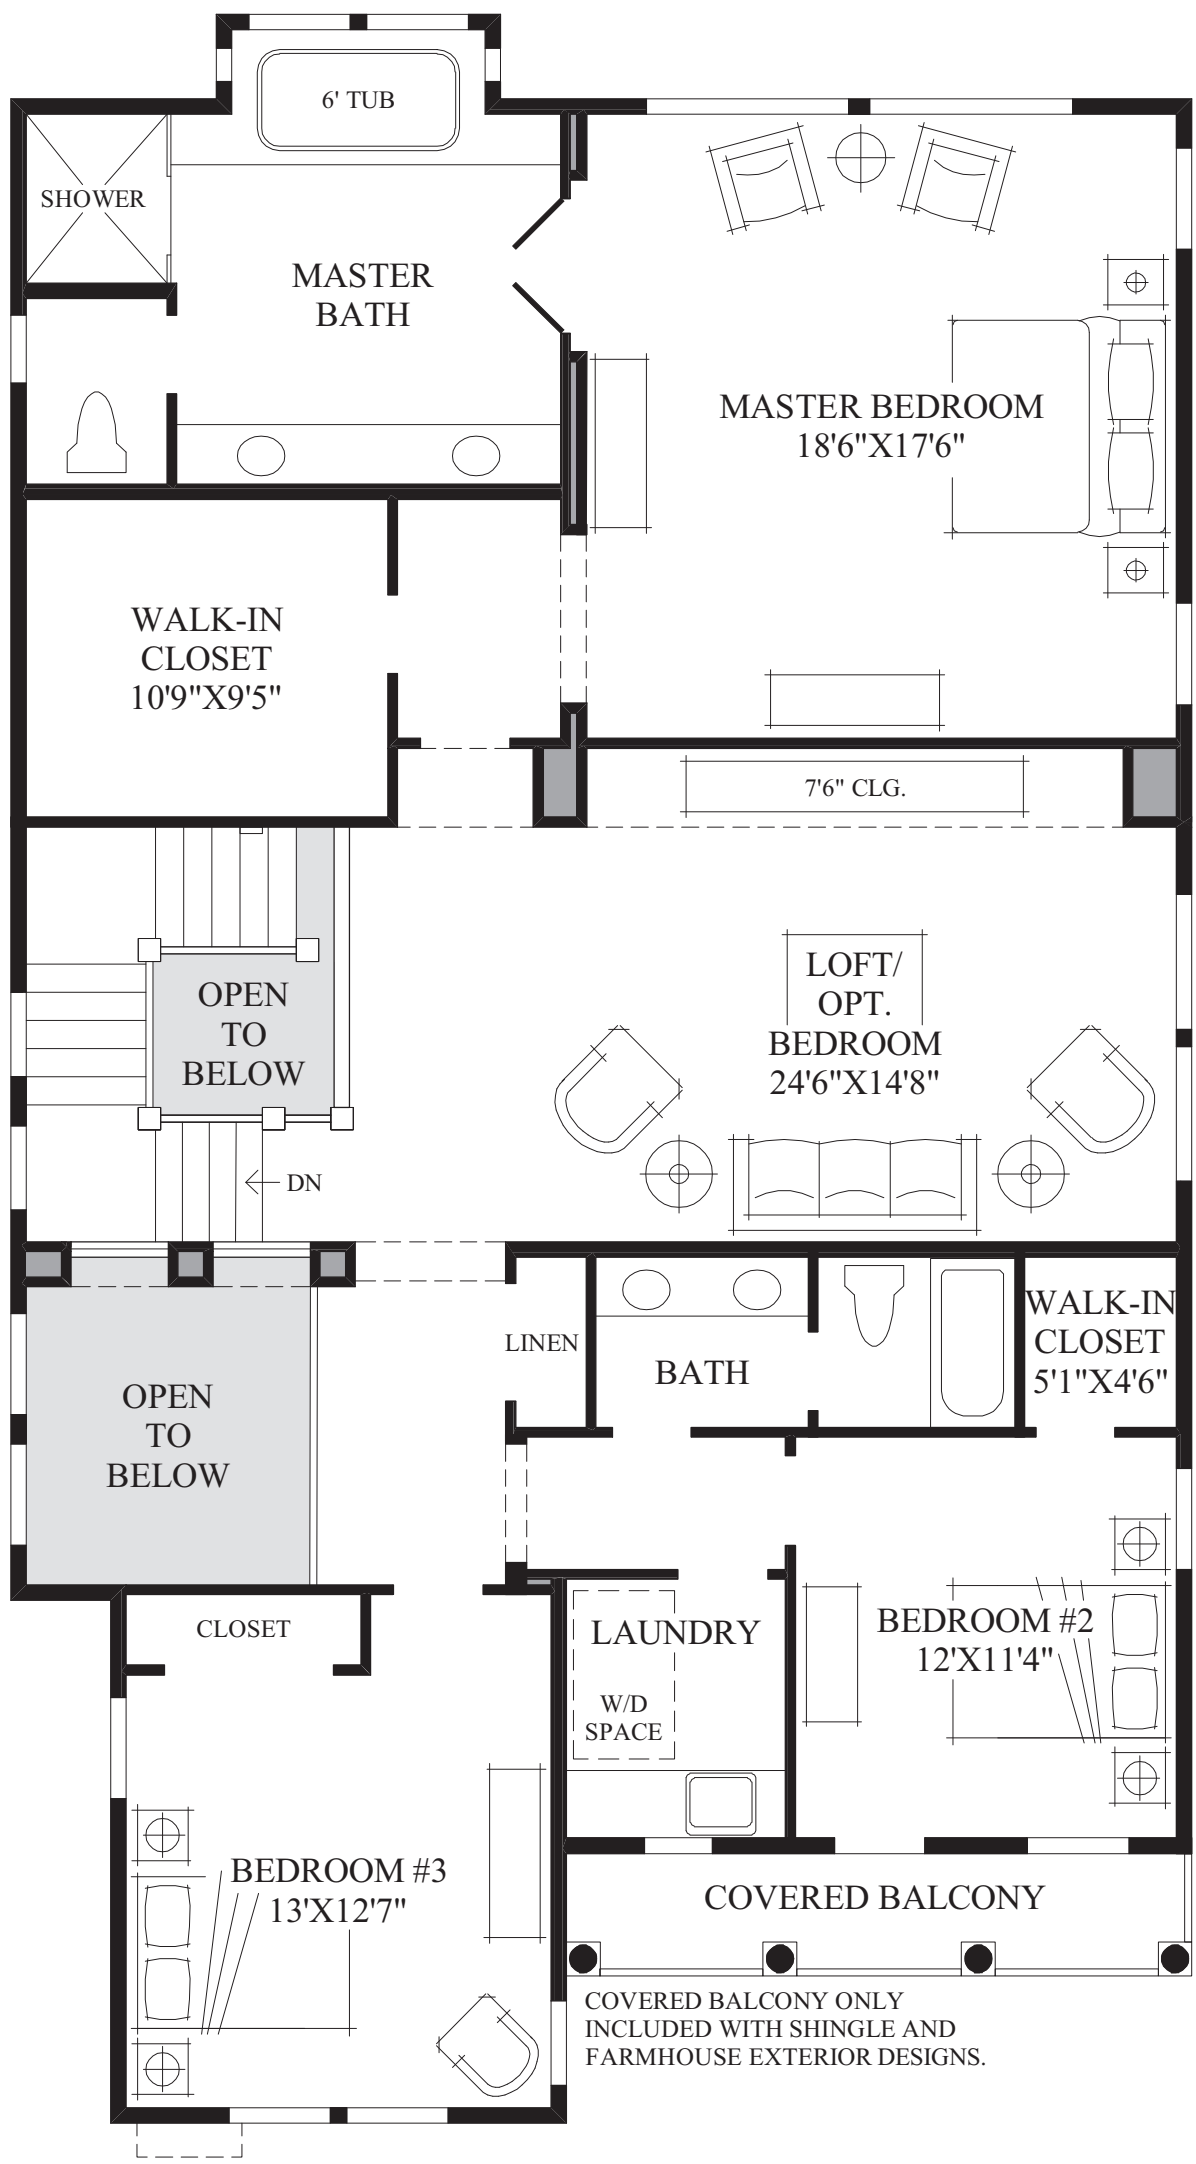 6' TUB
SHOWER
MASTER
BATH
MASTER BEDROOM
18'6"X17'6"
WALK-IN
CLOSET
10'9"X9'5"
7'6" CLG.
LOFT/
OPT.
BEDROOM
24'6"X14'8"
OPEN
TO
BELOW
DN
WALK-IN
CLOSET
5'1"X4'6"
LINEN
BATH
OPEN
TO
BELOW
CLOSET
LAUNDRY
W/D
SPACE
BEDROOM #2
12'X11'4"
BEDROOM #3
13'X12'7"
COVERED BALCONY
COVERED BALCONY ONLY
INCLUDED WITH SHINGLE AND
FARMHOUSE EXTERIOR DESIGNS.